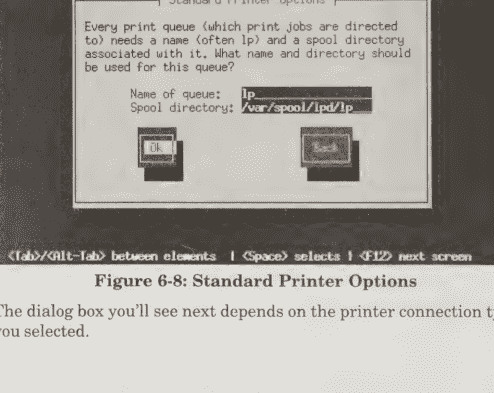 Standard Printer Options
Every print queue (which print jobs are directed
to) needs a name (often lp) and a spool directory
associated with it. What name and directory should
be used for this queue?
Name of queue: lp
Spool directory: /var/spool/lpd/lp
Ok
<Tab>/<Alt-Tab> between elements | <Space> selects | <F12> next screen
Figure 6-8: Standard Printer Options
The dialog box you'll see next depends on the printer connection ty
you selected.